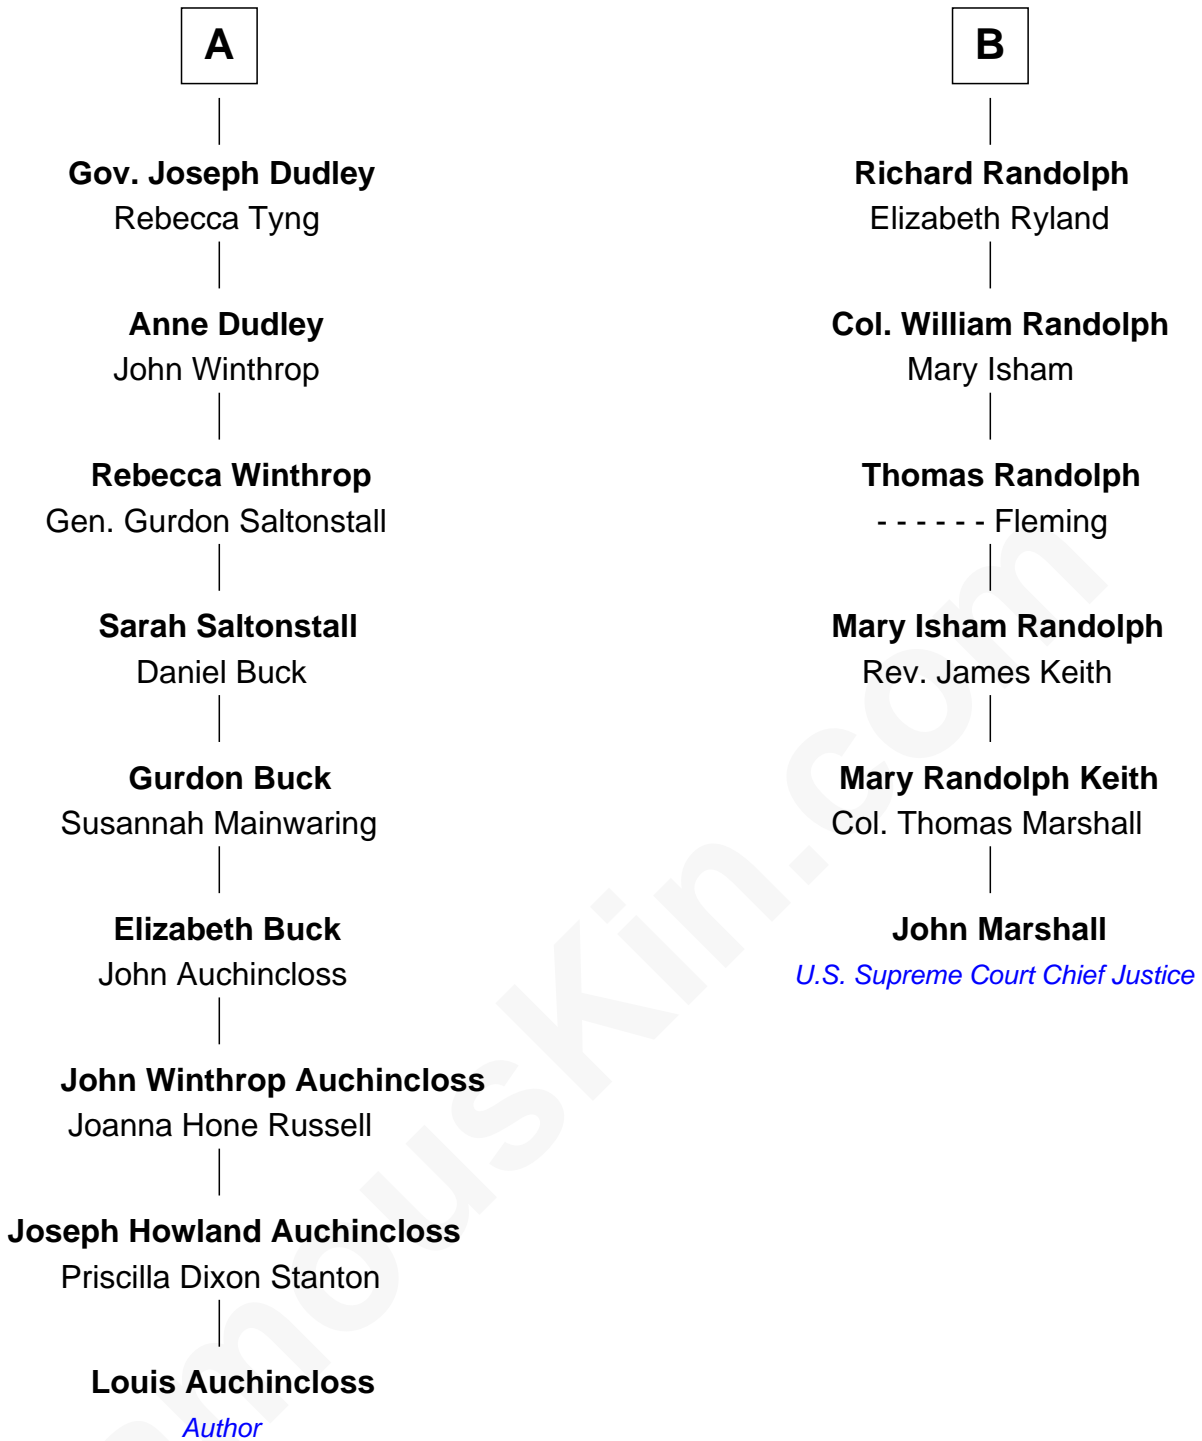 A
Gov. Joseph Dudley
Rebecca Tyng
Anne Dudley
John Winthrop
Rebecca Winthrop
Gen. Gurdon Saltonstall
Sarah Saltonstall
Daniel Buck
Gurdon Buck
Susannah Mainwaring
Elizabeth Buck
John Auchincloss
John Winthrop Auchincloss
Joanna Hone Russell
Joseph Howland Auchincloss
Priscilla Dixon Stanton
Louis Auchincloss
Author
B
Richard Randolph
Elizabeth Ryland
Col. William Randolph
Mary Isham
Thomas Randolph
- - - - - - Fleming
Mary Isham Randolph
Rev. James Keith
Mary Randolph Keith
Col. Thomas Marshall
John Marshall
U.S. Supreme Court Chief Justice
amousKin.com